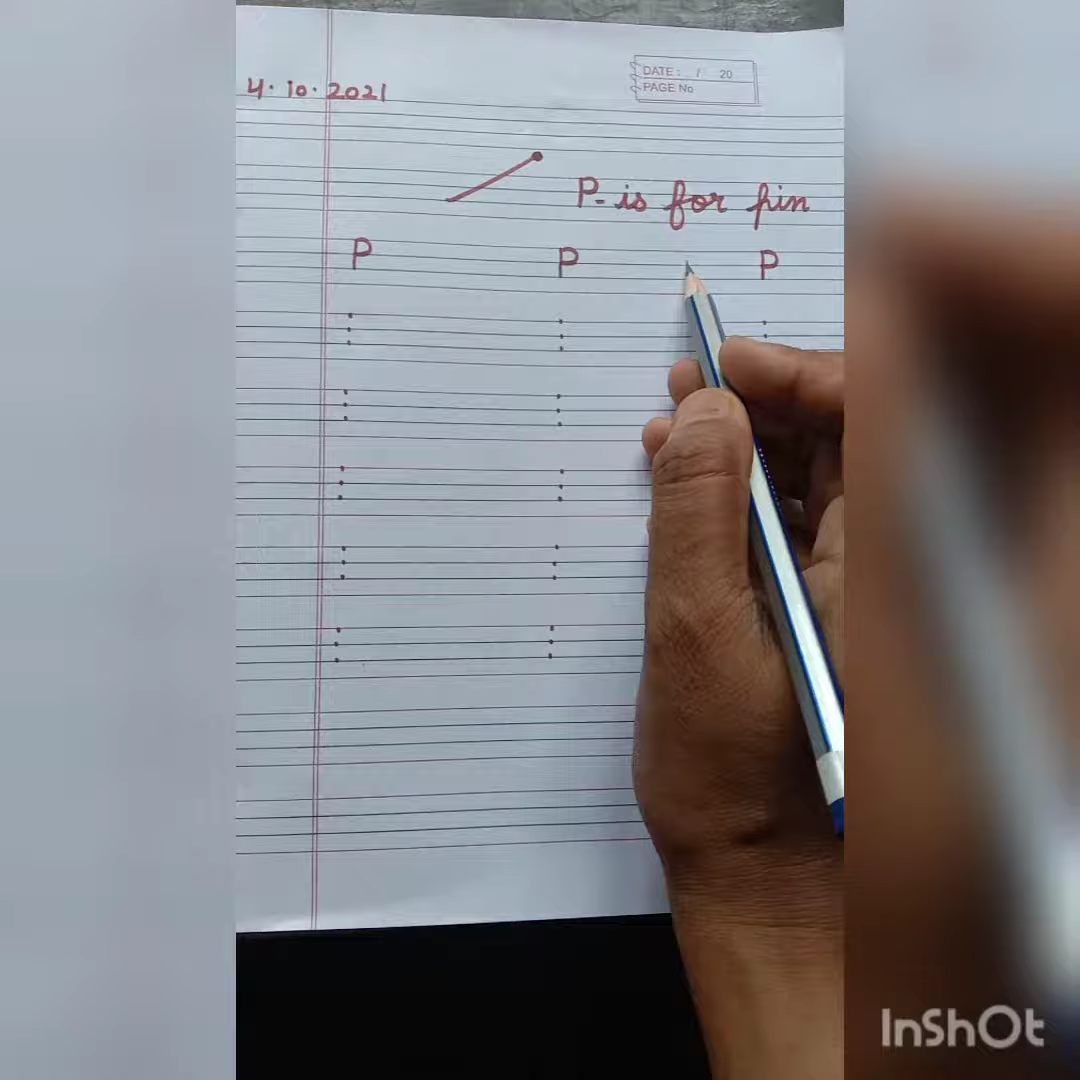 DATE: / 20
PAGE No
4.10.2021
P-is for pin
P P P
InShOt